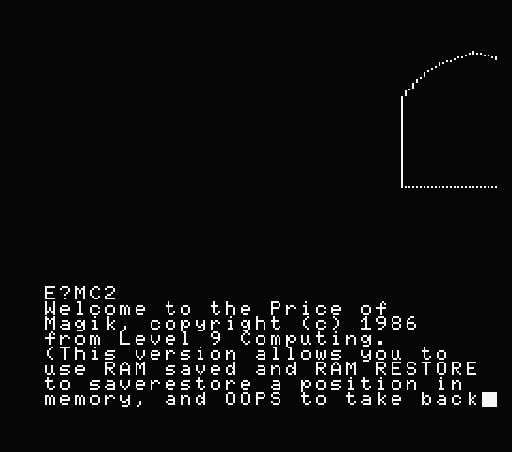 E?MC2
Welcome to the Price of
Magik, copyright (c) 1986
from Level 9 Computing.
(This version allows you to
use RAM saved and RAM RESTORE
to saverestore a position in
memory, and OOPS to take back